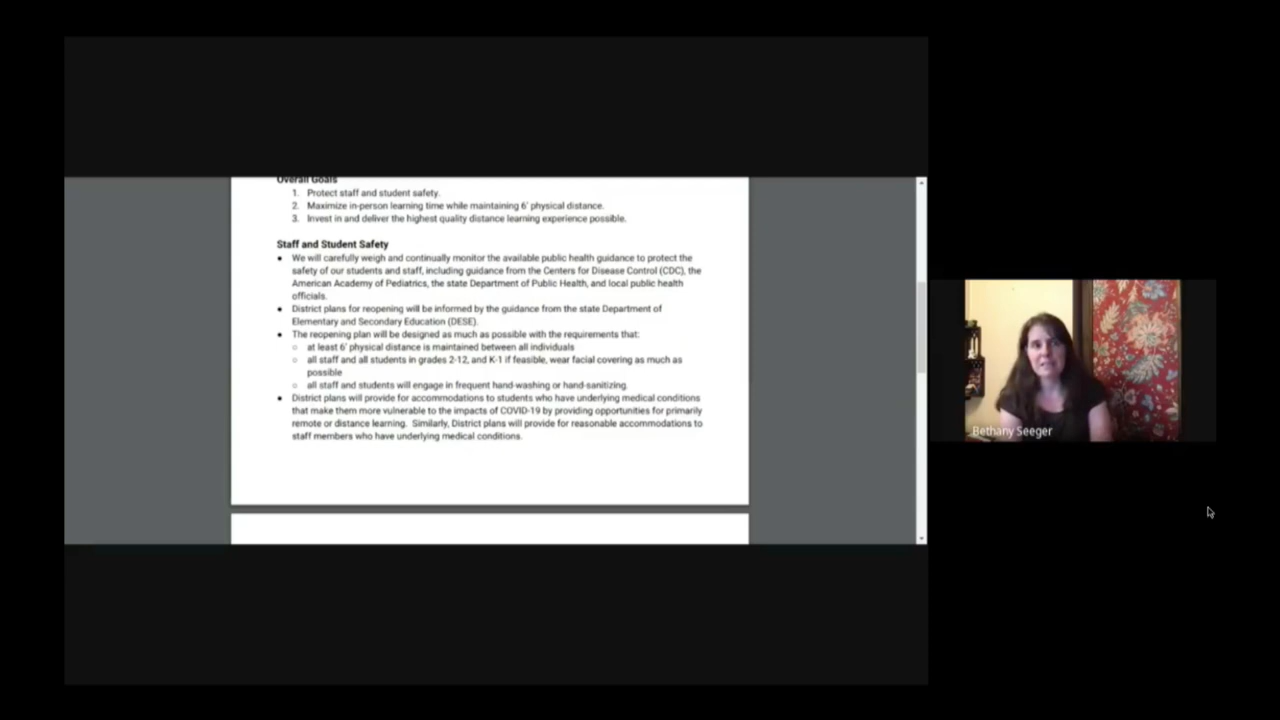 Overall Goals
1. Protect staff and student safety.
2. Maximize in-person learning time while maintaining 6' physical distance.
3. Invest in and deliver the highest quality distance learning experience possible.
Staff and Student Safety
● We will carefully weigh and continually monitor the available public health guidance to protect the
safety of our students and staff, including guidance from the Centers for Disease Control (CDC), the
American Academy of Pediatrics, the state Department of Public Health, and local public health
officials.
● District plans for reopening will be informed by the guidance from the state Department of
Elementary and Secondary Education (DESE).
● The reopening plan will be designed as much as possible with the requirements that:
○ at least 6' physical distance is maintained between all individuals
○ all staff and all students in grades 2-12, and K-1 if feasible, wear facial covering as much as
possible
○ all staff and students will engage in frequent hand-washing or hand-sanitizing.
● District plans will provide for accommodations to students who have underlying medical conditions
that make them more vulnerable to the impacts of COVID-19 by providing opportunities for primarily
remote or distance learning. Similarly, District plans will provide for reasonable accommodations to
staff members who have underlying medical conditions.
Bethany Seeger